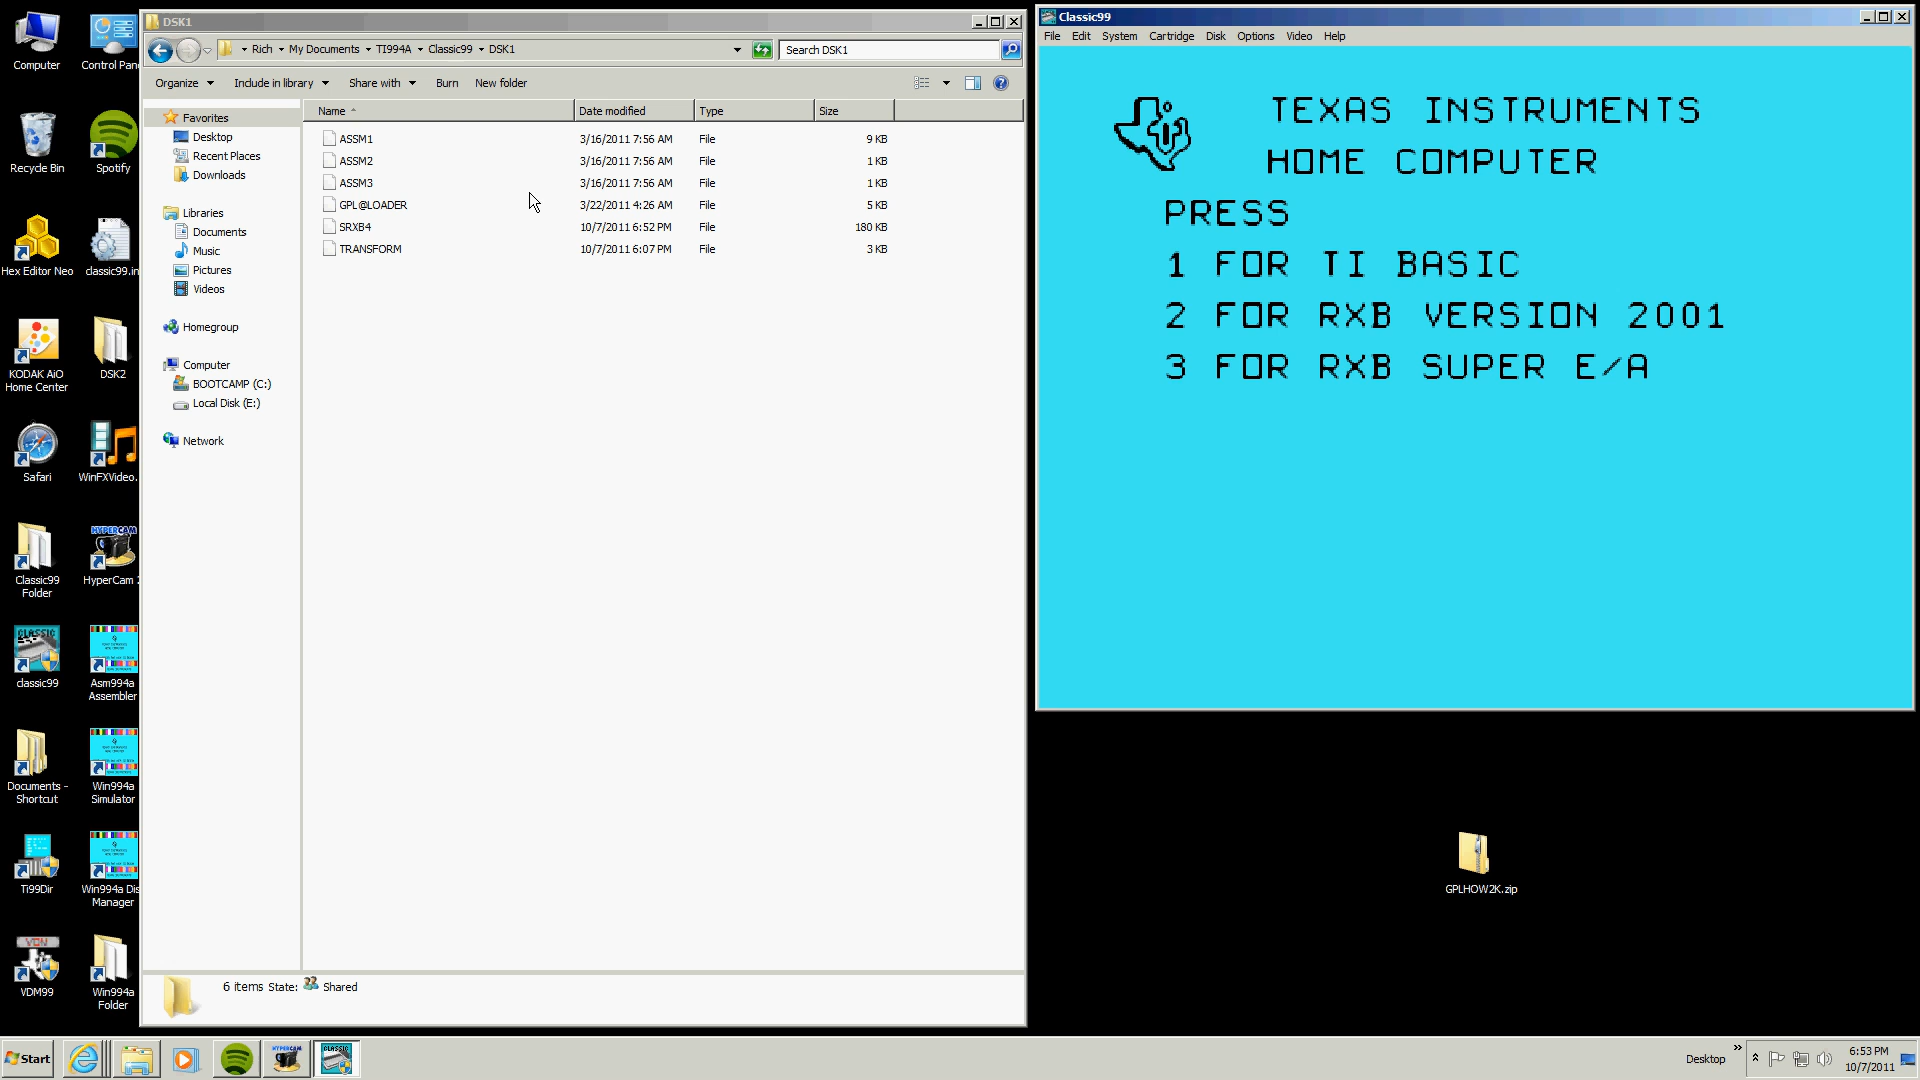 Computer
Control Pane
Recycle Bin
Spotify
Hex Editor Neo
classic99.in
KODAK AiO
Home Center
DSK2
Safari
WinFXVideo.
Classic99
Folder
HYPERCAM
HyperCam 2
CLASSIC
classic99
Asm994a
Assembler
Documents -
Shortcut
Win994a
Simulator
Ti99Dir
Win994a Dis
Manager
VDM99
Win994a
Folder
DSK1
Rich
My Documents
TI994A
Classic99
DSK1
Search DSK1
Organize
Include in library
Share with
Burn
New folder
Name
Date modified
Type
Size
Favorites
Desktop
Recent Places
Downloads
Libraries
Documents
Music
Pictures
Videos
Homegroup
Computer
BOOTCAMP (C:)
Local Disk (E:)
Network
ASSM1 3/16/2011 7:56 AM File 9 KB
ASSM2 3/16/2011 7:56 AM File 1 KB
ASSM3 3/16/2011 7:56 AM File 1 KB
GPL@LOADER 3/22/2011 4:26 AM File 5 KB
SRXB4 10/7/2011 6:52 PM File 180 KB
TRANSFORM 10/7/2011 6:07 PM File 3 KB
6 items State: Shared
Classic99
File Edit System Cartridge Disk Options Video Help
TEXAS INSTRUMENTS
HOME COMPUTER
PRESS
1 FOR TI BASIC
2 FOR RXB VERSION 2001
3 FOR RXB SUPER E/A
GPLHOW2K.zip
Start
HYPERCAM
CLASSIC
Desktop
6:53 PM
10/7/2011